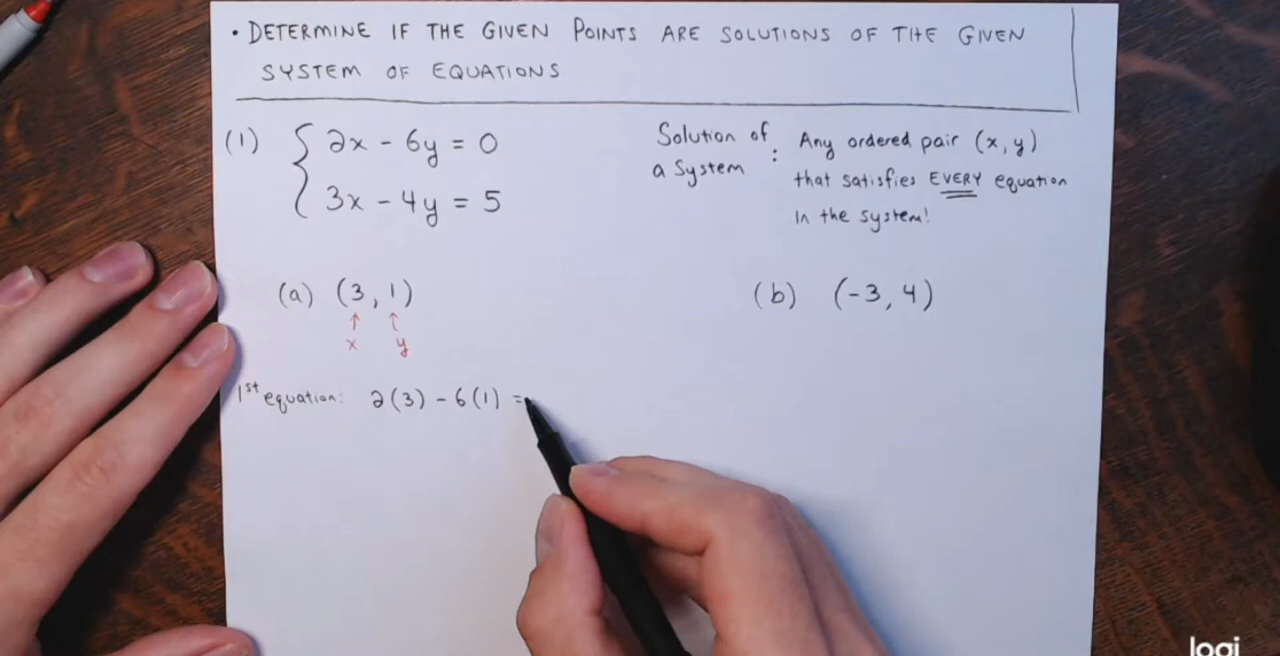 • DETERMINE IF THE GIVEN POINTS ARE SOLUTIONS OF THE GIVEN
SYSTEM OF EQUATIONS
(1) { 2x - 6y = 0
3x - 4y = 5
Solution of a System : Any ordered pair (x, y)
that satisfies EVERY equation
in the system!
(a) (3, 1)
x y
(b) (-3, 4)
1st equation: 2(3) - 6(1) =
logi